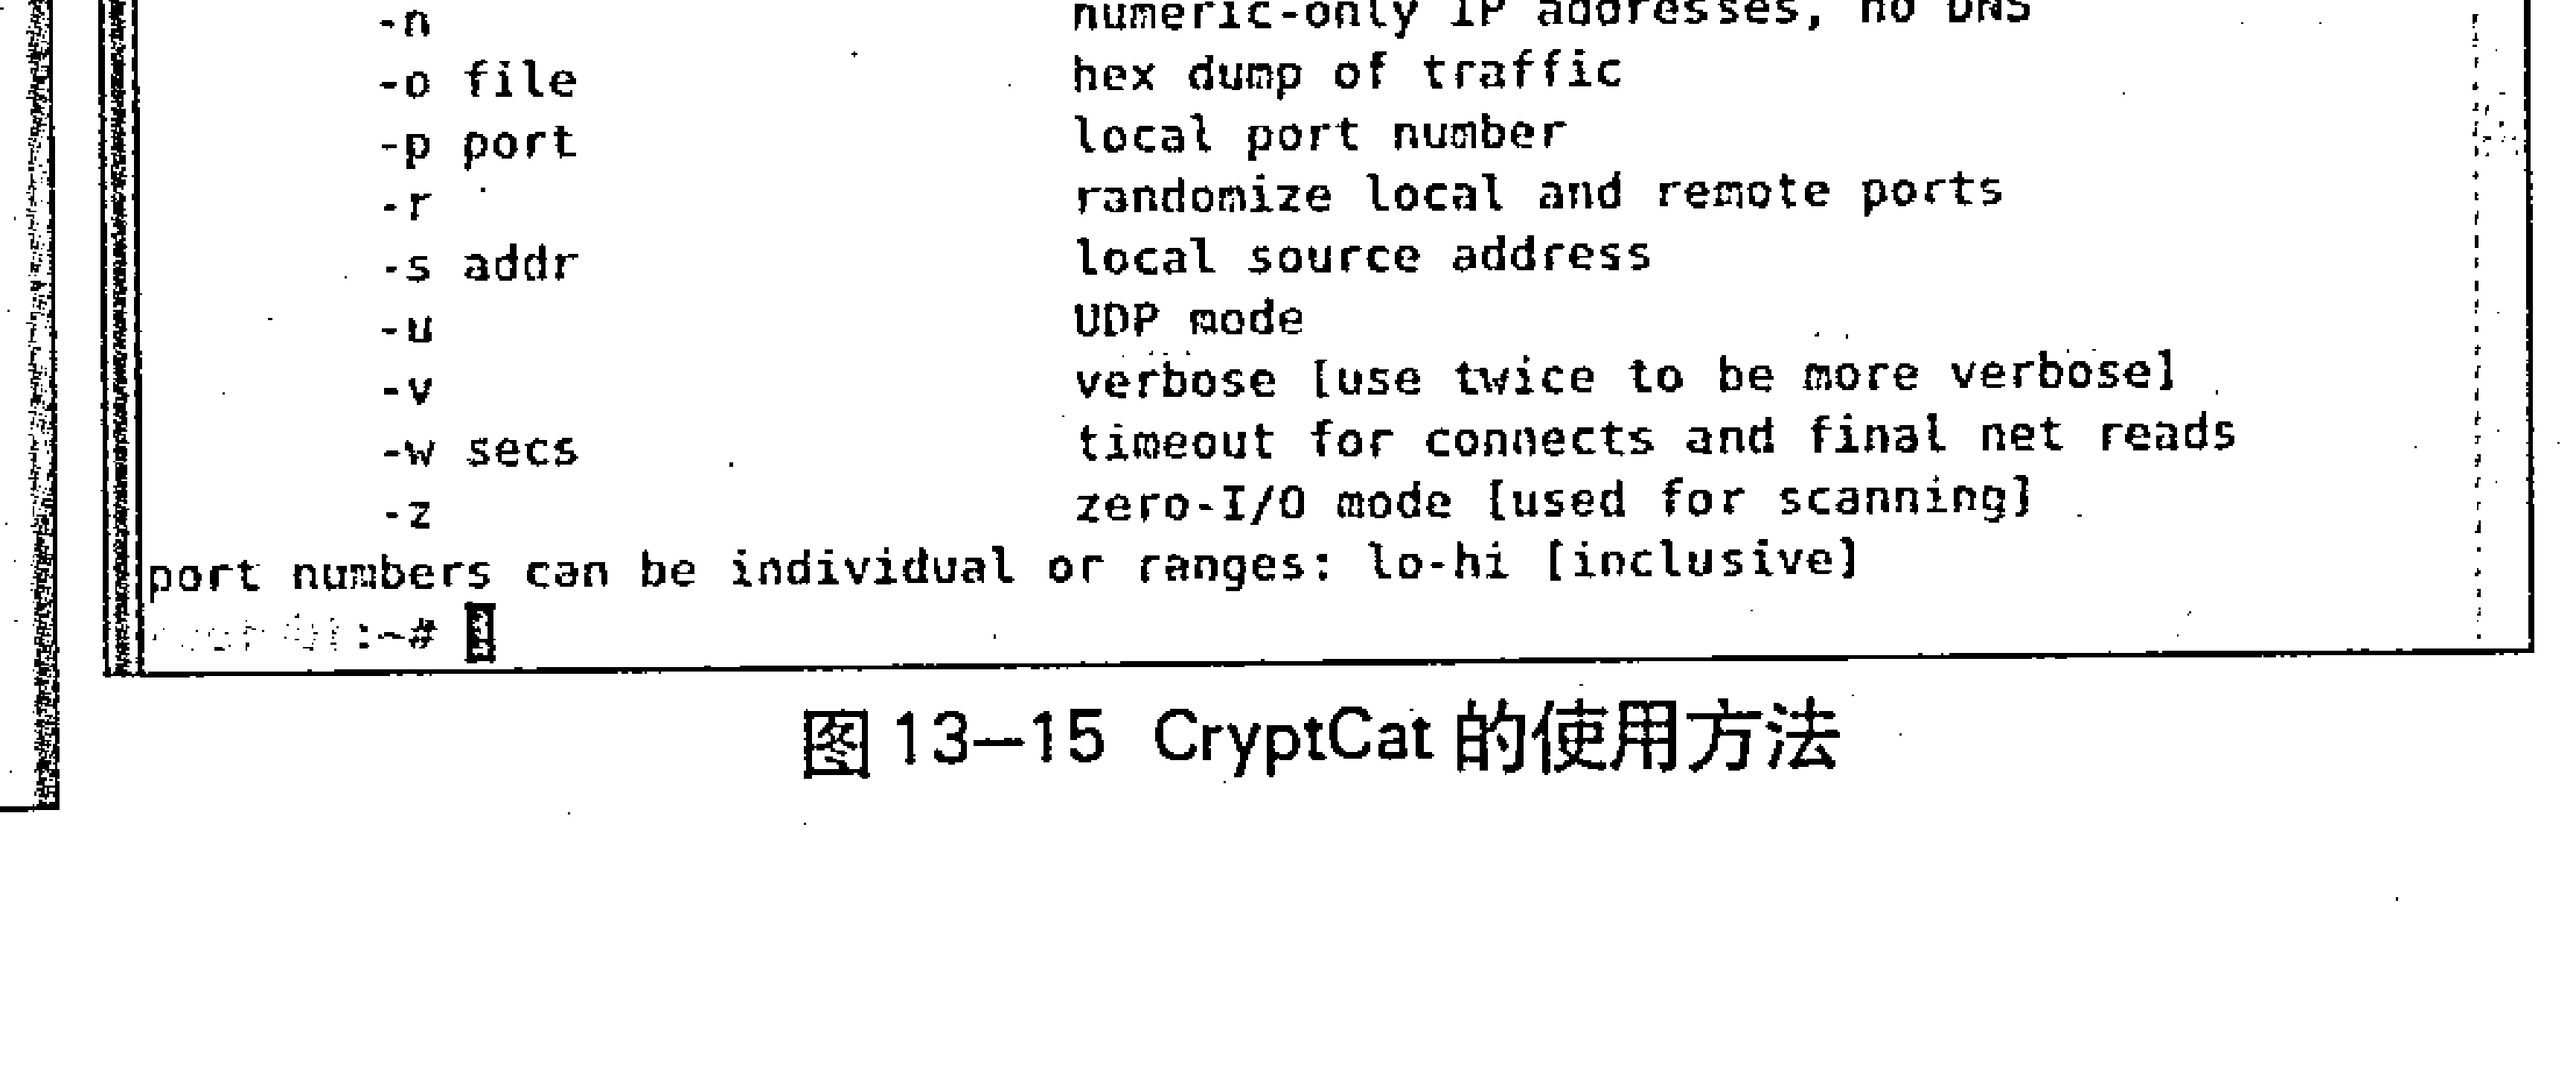 -n numeric-only IP addresses, no DNS
-o file hex dump of traffic
-p port local port number
-r randomize local and remote ports
-s addr local source address
-u UDP mode
-v verbose [use twice to be more verbose]
-w secs timeout for connects and final net reads
-z zero-I/O mode [used for scanning]
port numbers can be individual or ranges: lo-hi [inclusive]
:~#
图 13—15 CryptCat 的使用方法